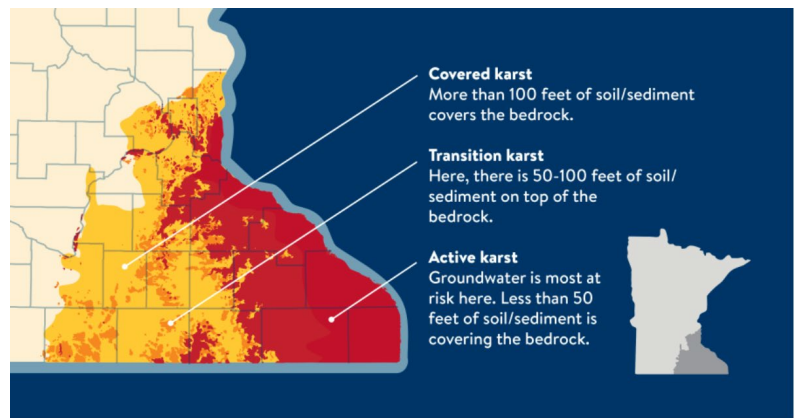 Covered karst
More than 100 feet of soil/sediment
covers the bedrock.
Transition karst
Here, there is 50-100 feet of soil/
sediment on top of the
bedrock.
Active karst
Groundwater is most at
risk here. Less than 50
feet of soil/sediment is
covering the bedrock.